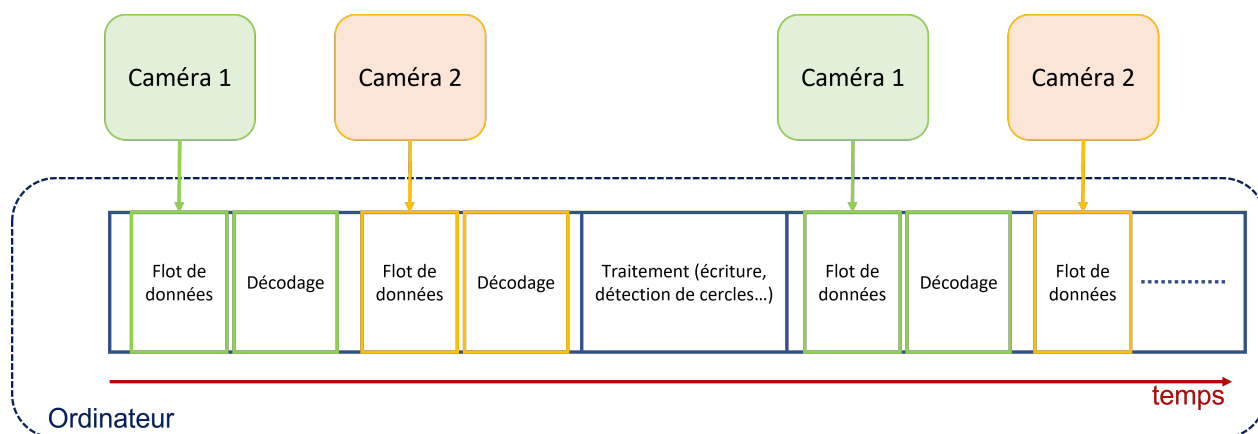 Caméra 1
Caméra 2
Caméra 1
Caméra 2
Flot de
données
Décodage
Flot de
données
Décodage
Traitement (écriture,
détection de cercles…)
Flot de
données
Décodage
Flot de
données
temps
Ordinateur